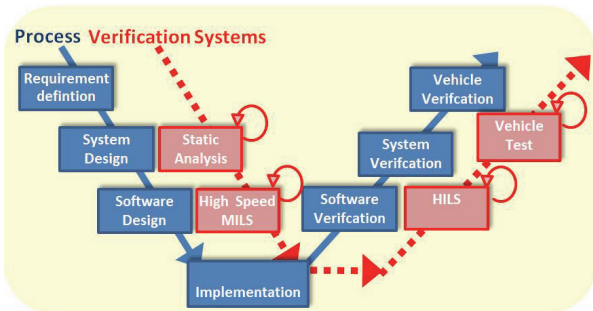 Process Verification Systems
Requirement
defintion
System
Design
Static
Analysis
Software
Design
High Speed
MILS
Implementation
Software
Verifcation
HILS
System
Verifcation
Vehicle
Test
Vehicle
Verifcation